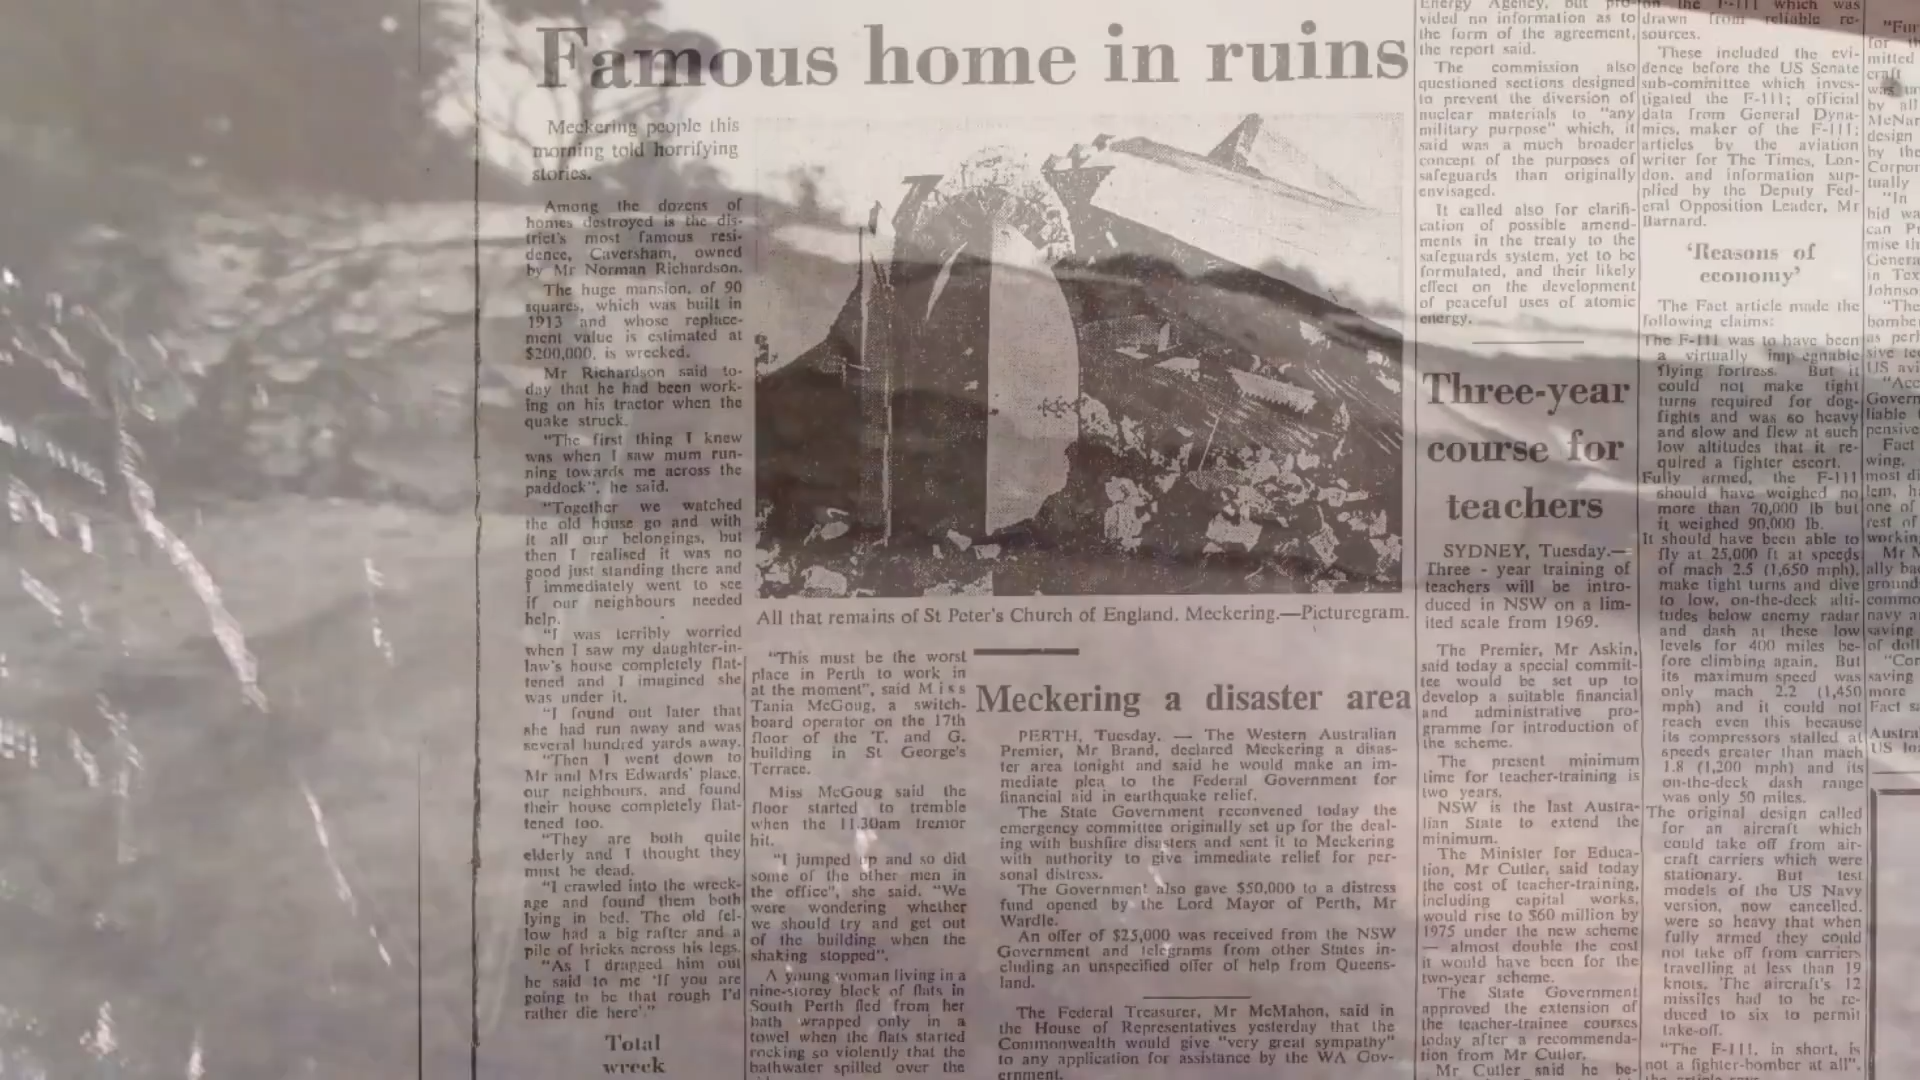 Famous home in ruins
Meckering people this
morning told horrifying
stories.
Among the dozens of
homes destroyed is the dis-
trict's most famous resi-
dence, Caversham, owned
by Mr Norman Richardson.
The huge mansion, of 90
squares, which was built in
1913 and whose replace-
ment value is estimated at
$200,000, is wrecked.
Mr Richardson said to-
day that he had been work-
ing on his tractor when the
quake struck.
"The first thing I knew
was when I saw mum run-
ning towards me across the
paddock", he said.
"Together we watched
the old house go and with
it all our belongings, but
then I realised it was no
good just standing there and
I immediately went to see
if our neighbours needed
help.
"I was terribly worried
when I saw my daughter-in-
law's house completely flat-
tened and I imagined she
was under it.
"I found out later that
she had run away and was
several hundred yards away.
"Then I went down to
Mr and Mrs Edwards' place,
our neighbours, and found
their house completely flat-
tened too.
"They are both quite
elderly and I thought they
must be dead.
"I crawled into the wreck-
age and found them both
lying in bed. The old fel-
low had a big rafter and a
pile of bricks across his legs.
"As I dragged him out
he said to me 'If you are
going to be that rough I'd
rather die here'."
Total
wreck
All that remains of St Peter's Church of England, Meckering.—Picturegram.
"This must be the worst
place in Perth to work in
at the moment", said Miss
Tania McGoug, a switch-
board operator on the 17th
floor of the T. and G.
building in St George's
Terrace.
Miss McGoug said the
floor started to tremble
when the 11.30am tremor
hit.
"I jumped up and so did
some of the other men in
the office", she said. "We
were wondering whether
we should try and get out
of the building when the
shaking stopped".
A young woman living in a
nine-storey block of flats in
South Perth fled from her
bath wrapped only in a
towel when the flats started
rocking so violently that the
bathwater spilled over the
Meckering a disaster area
PERTH, Tuesday. — The Western Australian
Premier, Mr Brand, declared Meckering a disas-
ter area tonight and said he would make an im-
mediate plea to the Federal Government for
financial aid in earthquake relief.
The State Government reconvened today the
emergency committee originally set up for the deal-
ing with bushfire disasters and sent it to Meckering
with authority to give immediate relief for per-
sonal distress.
The Government also gave $50,000 to a distress
fund opened by the Lord Mayor of Perth, Mr
Wardle.
An offer of $25,000 was received from the NSW
Government and telegrams from other States in-
cluding an unspecified offer of help from Queens-
land.
The Federal Treasurer, Mr McMahon, said in
the House of Representatives yesterday that the
Commonwealth would give "very great sympathy"
to any application for assistance by the WA Gov-
ernment.
Energy Agency, but pro-
vided no information as to
the form of the agreement,
the report said.
The commission also
questioned sections designed
to prevent the diversion of
nuclear materials to "any
military purpose" which, it
said was a much broader
concept of the purposes of
safeguards than originally
envisaged.
It called also for clarifi-
cation of possible amend-
ments in the treaty to the
safeguards system, yet to be
formulated, and their likely
effect on the development
of peaceful uses of atomic
energy.
Three-year
course for
teachers
SYDNEY, Tuesday.—
Three - year training of
teachers will be intro-
duced in NSW on a lim-
ited scale from 1969.
The Premier, Mr Askin,
said today a special commit-
tee would be set up to
develop a suitable financial
and administrative pro-
gramme for introduction of
the scheme.
The present minimum
time for teacher-training is
two years.
NSW is the last Austra-
lian State to extend the
minimum.
The Minister for Educa-
tion, Mr Cutler, said today
the cost of teacher-training,
including capital works,
would rise to $60 million by
1975 under the new scheme
— almost double the cost
it would have been for the
two-year scheme.
The State Government
approved the extension of
the teacher-trainee courses
today after a recommenda-
tion from Mr Cutler.
Mr Cutler said he be-
on the F-111 which was
drawn from reliable re-
sources.
These included the evi-
dence before the US Senate
sub-committee which inves-
tigated the F-111; official
data from General Dyna-
mics, maker of the F-111;
articles by the aviation
writer for The Times, Lon-
don, and information sup-
plied by the Deputy Fed-
eral Opposition Leader, Mr
Barnard.
'Reasons of
economy'
The Fact article made the
following claims:
The F-111 was to have been
a virtually impregnable
flying fortress. But it
could not make tight
turns required for dog-
fights and was so heavy
and slow and flew at such
low altitudes that it re-
quired a fighter escort.
Fully armed, the F-111
should have weighed no
more than 70,000 lb but
it weighed 90,000 lb.
It should have been able to
fly at 25,000 ft at speeds
of mach 2.5 (1,650 mph),
make tight turns and dive
to low, on-the-deck alti-
tudes below enemy radar
and dash at these low
levels for 400 miles be-
fore climbing again. But
its maximum speed was
only mach 2.2 (1,450
mph) and it could not
reach even this because
its compressors stalled at
speeds greater than mach
1.8 (1,200 mph) and its
on-the-deck dash range
was only 50 miles.
The original design called
for an aircraft which
could take off from air-
craft carriers which were
stationary. But test
models of the US Navy
version, now cancelled,
were so heavy that when
fully armed they could
not take off from carriers
travelling at less than 19
knots. The aircraft's 12
missiles had to be re-
duced to six to permit
take-off.
"The F-111, in short, is
not a fighter-bomber at all",